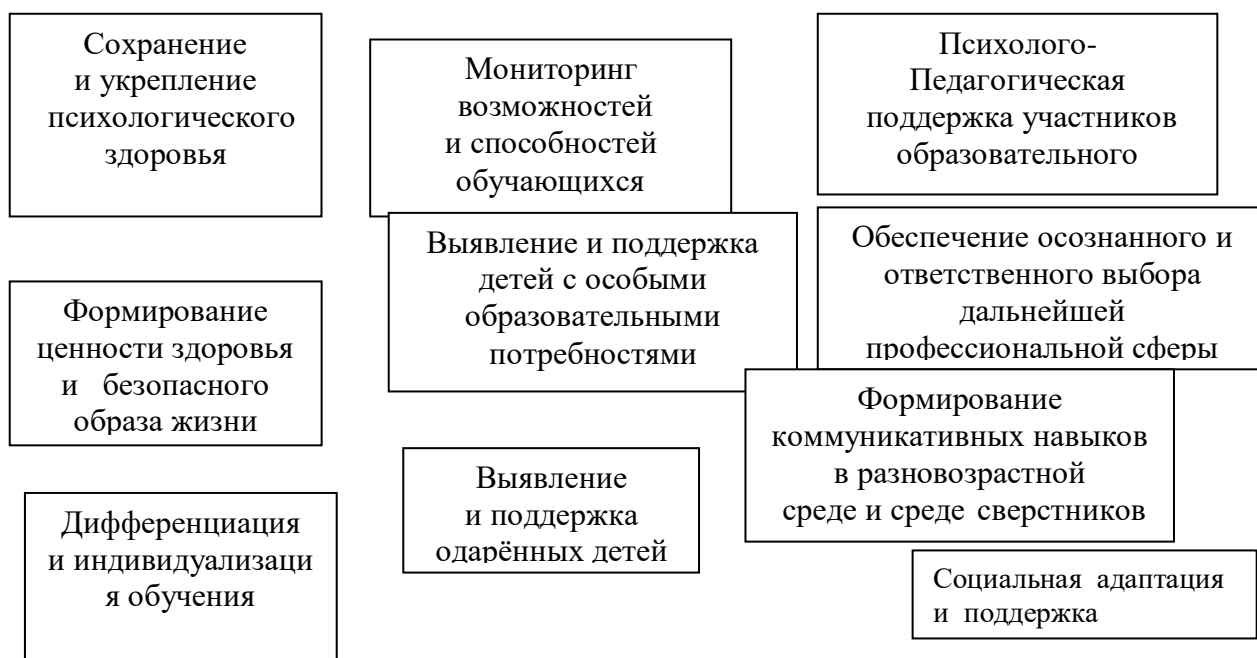 Сохранение
и укрепление
психологического
здоровья
Мониторинг
возможностей
и способностей
обучающихся
Психолого-
Педагогическая
поддержка участников
образовательного
Выявление и поддержка
детей с особыми
образовательными
потребностями
Обеспечение осознанного и
ответственного выбора
дальнейшей
профессиональной сферы
Формирование
ценности здоровья
и безопасного
образа жизни
Формирование
коммуникативных навыков
в разновозрастной
среде и среде сверстников
Выявление
и поддержка
одарённых детей
Дифференциация
и индивидуализаци
я обучения
Социальная адаптация
и поддержка